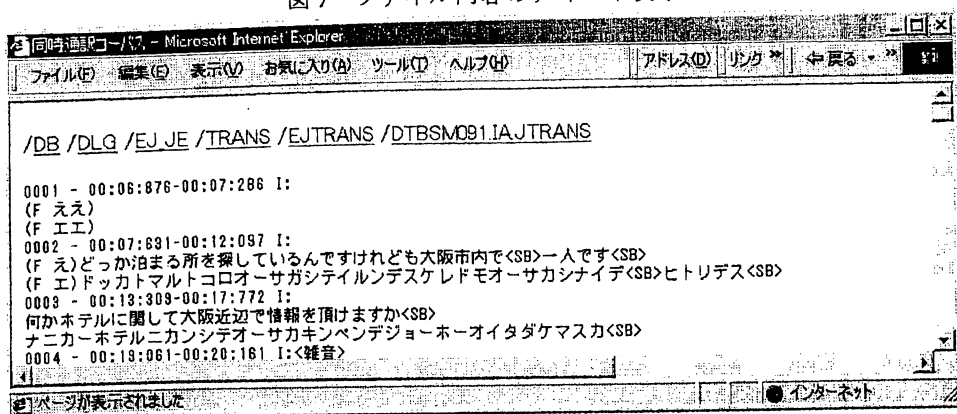 同時通訳コーパス - Microsoft Internet Explorer
ファイル(F) 編集(E) 表示(V) お気に入り(A) ツール(T) ヘルプ(H) アドレス(D) リンク » 戻る »
/DB /DLG /EJ_JE /TRANS /EJTRANS /DTBSM091.IAJTRANS
0001 - 00:06:876-00:07:286 I:
(F ええ)
(F エエ)
0002 - 00:07:631-00:12:097 I:
(F え)どっか泊まる所を探しているんですけれども大阪市内で<SB>一人です<SB>
(F エ)ドッカトマルトコロオーサガシテイルンデスケレドモオーサカシナイデ<SB>ヒトリデス<SB>
0003 - 00:13:309-00:17:772 I:
何かホテルに関して大阪近辺で情報を頂けますか<SB>
ナニカーホテルニカンシテオーサカキンペンデジョーホーオイタダケマスカ<SB>
0004 - 00:19:061-00:20:161 I:<雑音>
ページが表示されました インターネット